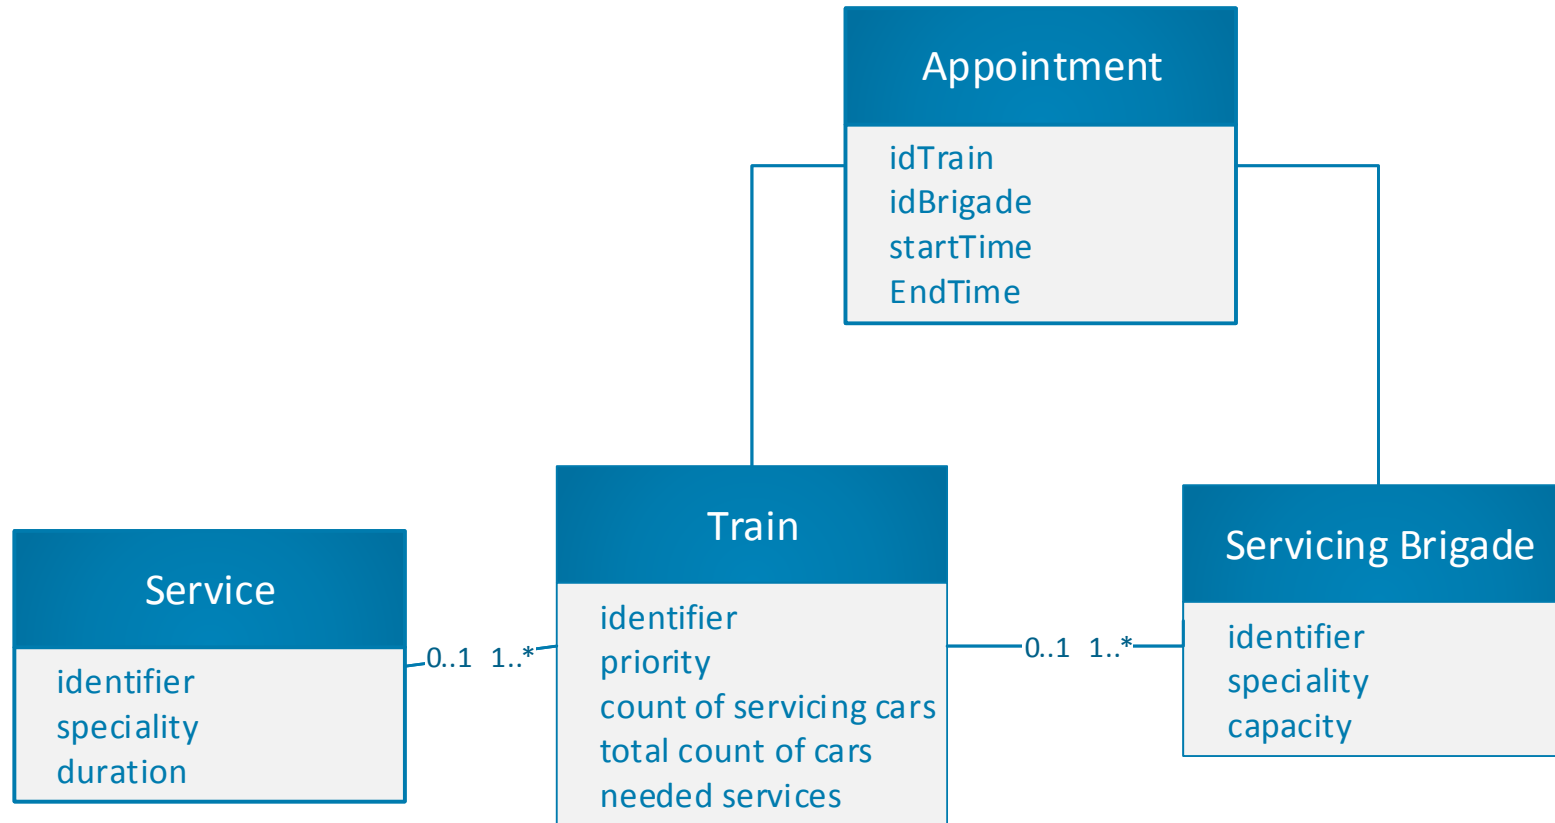 Appointment
idTrain
idBrigade
startTime
EndTime
Service
identifier
speciality
duration
0..1 1..*
Train
identifier
priority
count of servicing cars
total count of cars
needed services
0..1 1..*
Servicing Brigade
identifier
speciality
capacity